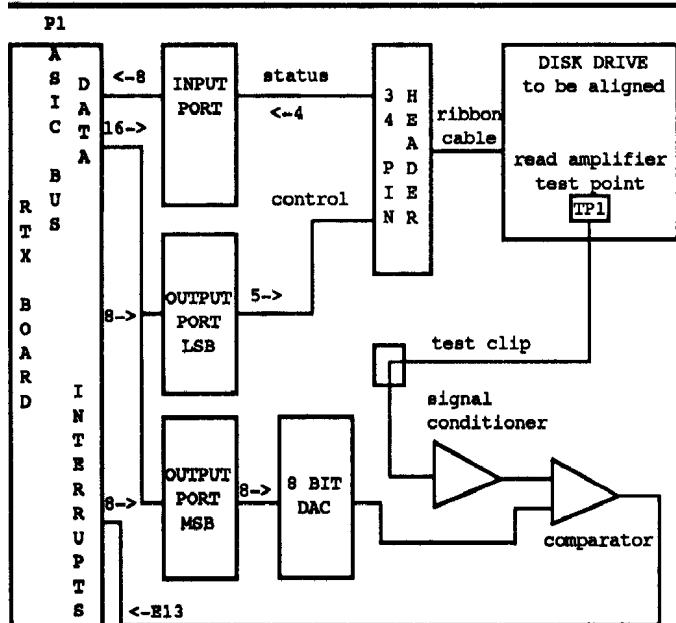 P1
ASIC BUS
RTX BOARD
DATA
INTERRUPTS
<-8
16->
8->
8->
<-E13
INPUT
PORT
status
<-4
control
OUTPUT
PORT
LSB
5->
OUTPUT
PORT
MSB
8->
8 BIT
DAC
34 PIN
HEADER
ribbon
cable
DISK DRIVE
to be aligned
read amplifier
test point
TP1
test clip
signal
conditioner
comparator